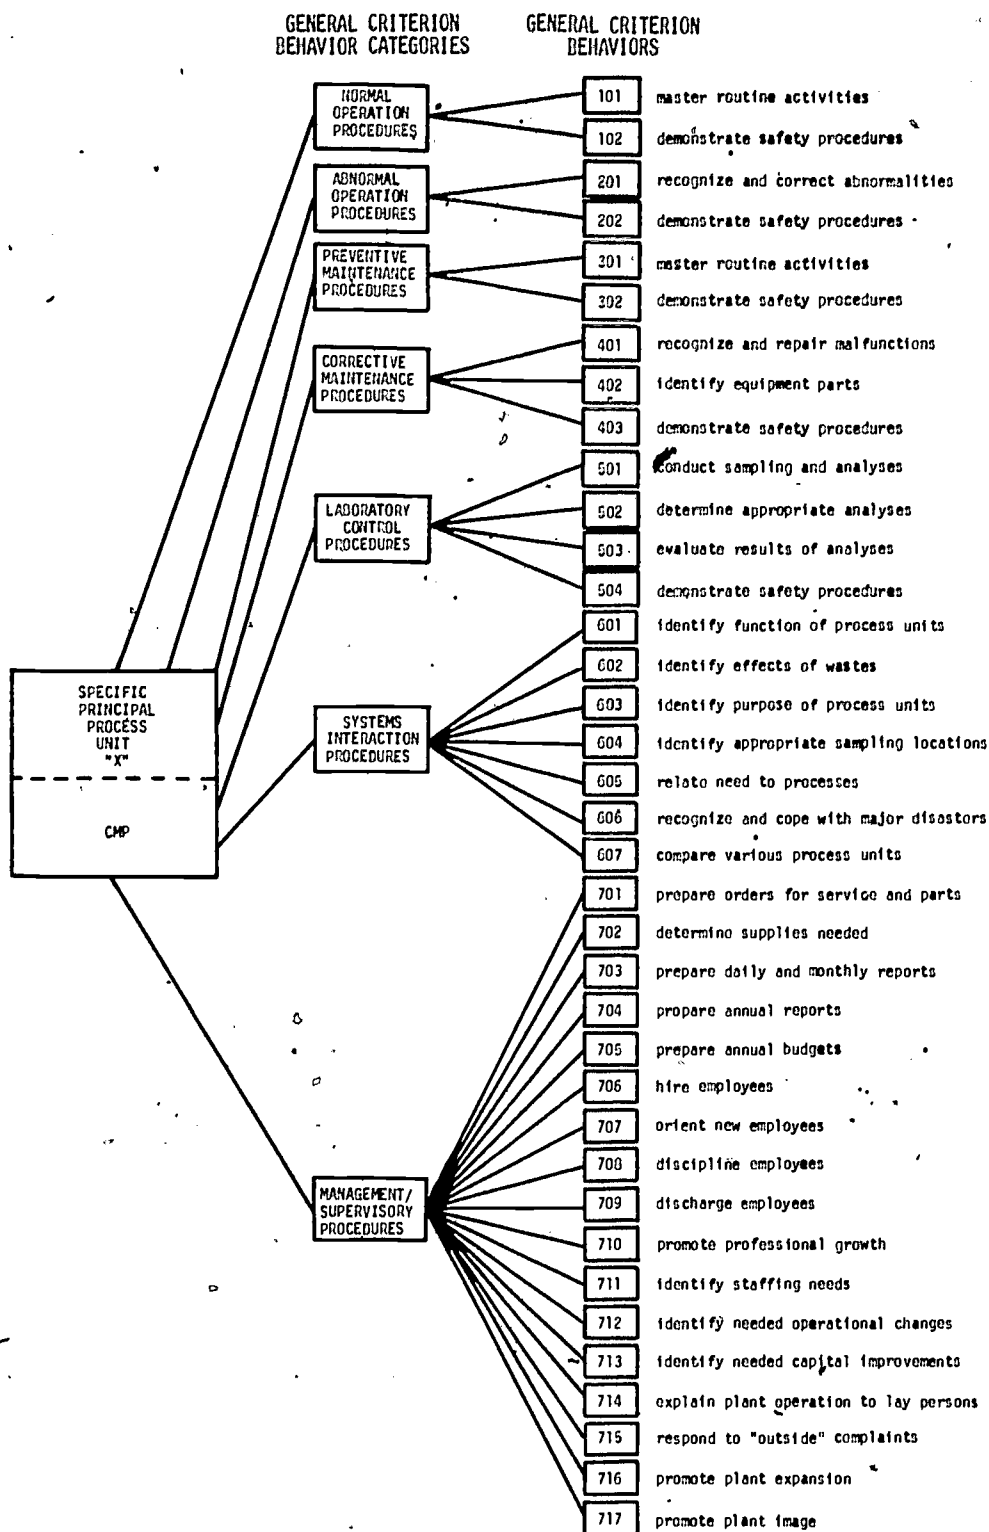 GENERAL CRITERION
BEHAVIOR CATEGORIES
GENERAL CRITERION
BEHAVIORS
NORMAL
OPERATION
PROCEDURES
101 master routine activities
102 demonstrate safety procedures
ABNORMAL
OPERATION
PROCEDURES
201 recognize and correct abnormalities
202 demonstrate safety procedures
PREVENTIVE
MAINTENANCE
PROCEDURES
301 master routine activities
302 demonstrate safety procedures
CORRECTIVE
MAINTENANCE
PROCEDURES
401 recognize and repair malfunctions
402 identify equipment parts
403 demonstrate safety procedures
LABORATORY
CONTROL
PROCEDURES
501 conduct sampling and analyses
502 determine appropriate analyses
503 evaluate results of analyses
504 demonstrate safety procedures
SPECIFIC
PRINCIPAL
PROCESS
UNIT
"X"
CMP
SYSTEMS
INTERACTION
PROCEDURES
601 identify function of process units
602 identify effects of wastes
603 identify purpose of process units
604 identify appropriate sampling locations
605 relate need to processes
606 recognize and cope with major disasters
607 compare various process units
MANAGEMENT/
SUPERVISORY
PROCEDURES
701 prepare orders for service and parts
702 determine supplies needed
703 prepare daily and monthly reports
704 prepare annual reports
705 prepare annual budgets
706 hire employees
707 orient new employees
708 discipline employees
709 discharge employees
710 promote professional growth
711 identify staffing needs
712 identify needed operational changes
713 identify needed capital improvements
714 explain plant operation to lay persons
715 respond to "outside" complaints
716 promote plant expansion
717 promote plant image